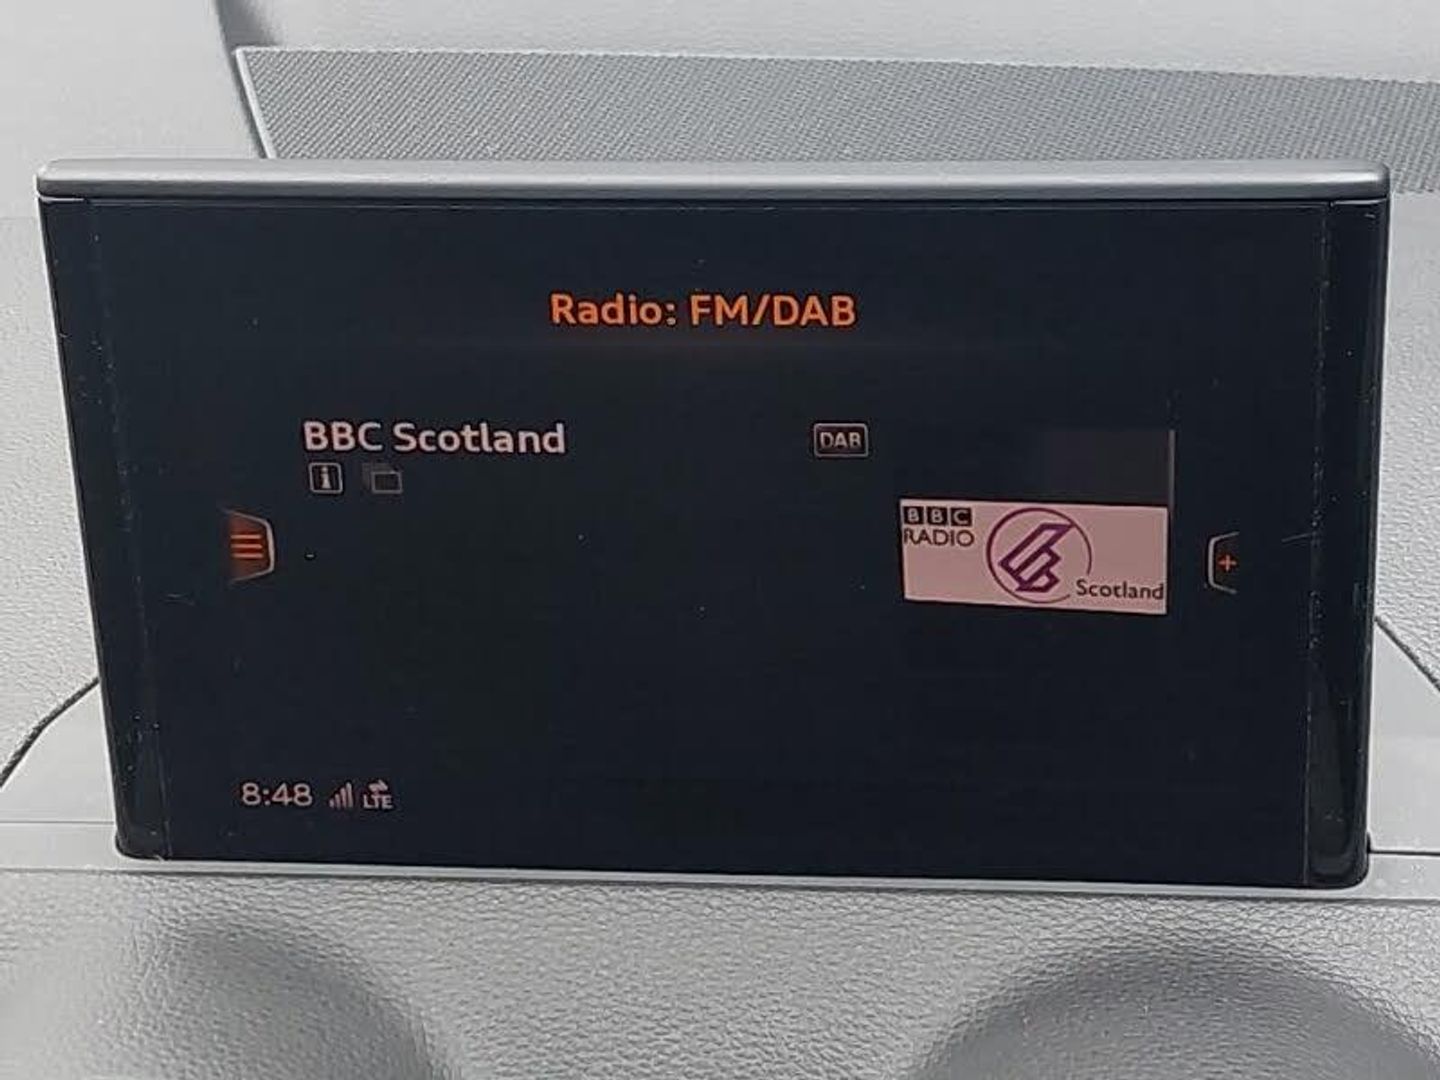 Radio: FM/DAB
BBC Scotland
DAB
BBC
RADIO
Scotland
8:48
LTE